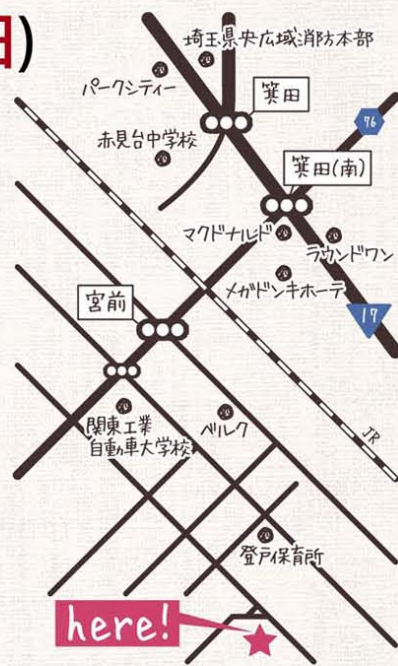 日)
埼玉県央広域消防本部
パークシティー
箕田
76
赤見台中学校
箕田(南)
マクドナルド
ラウンドワン
メガドンキホーテ
17
宮前
関東工業
自動車大学校
ベルク
JR
登戸保育所
here!